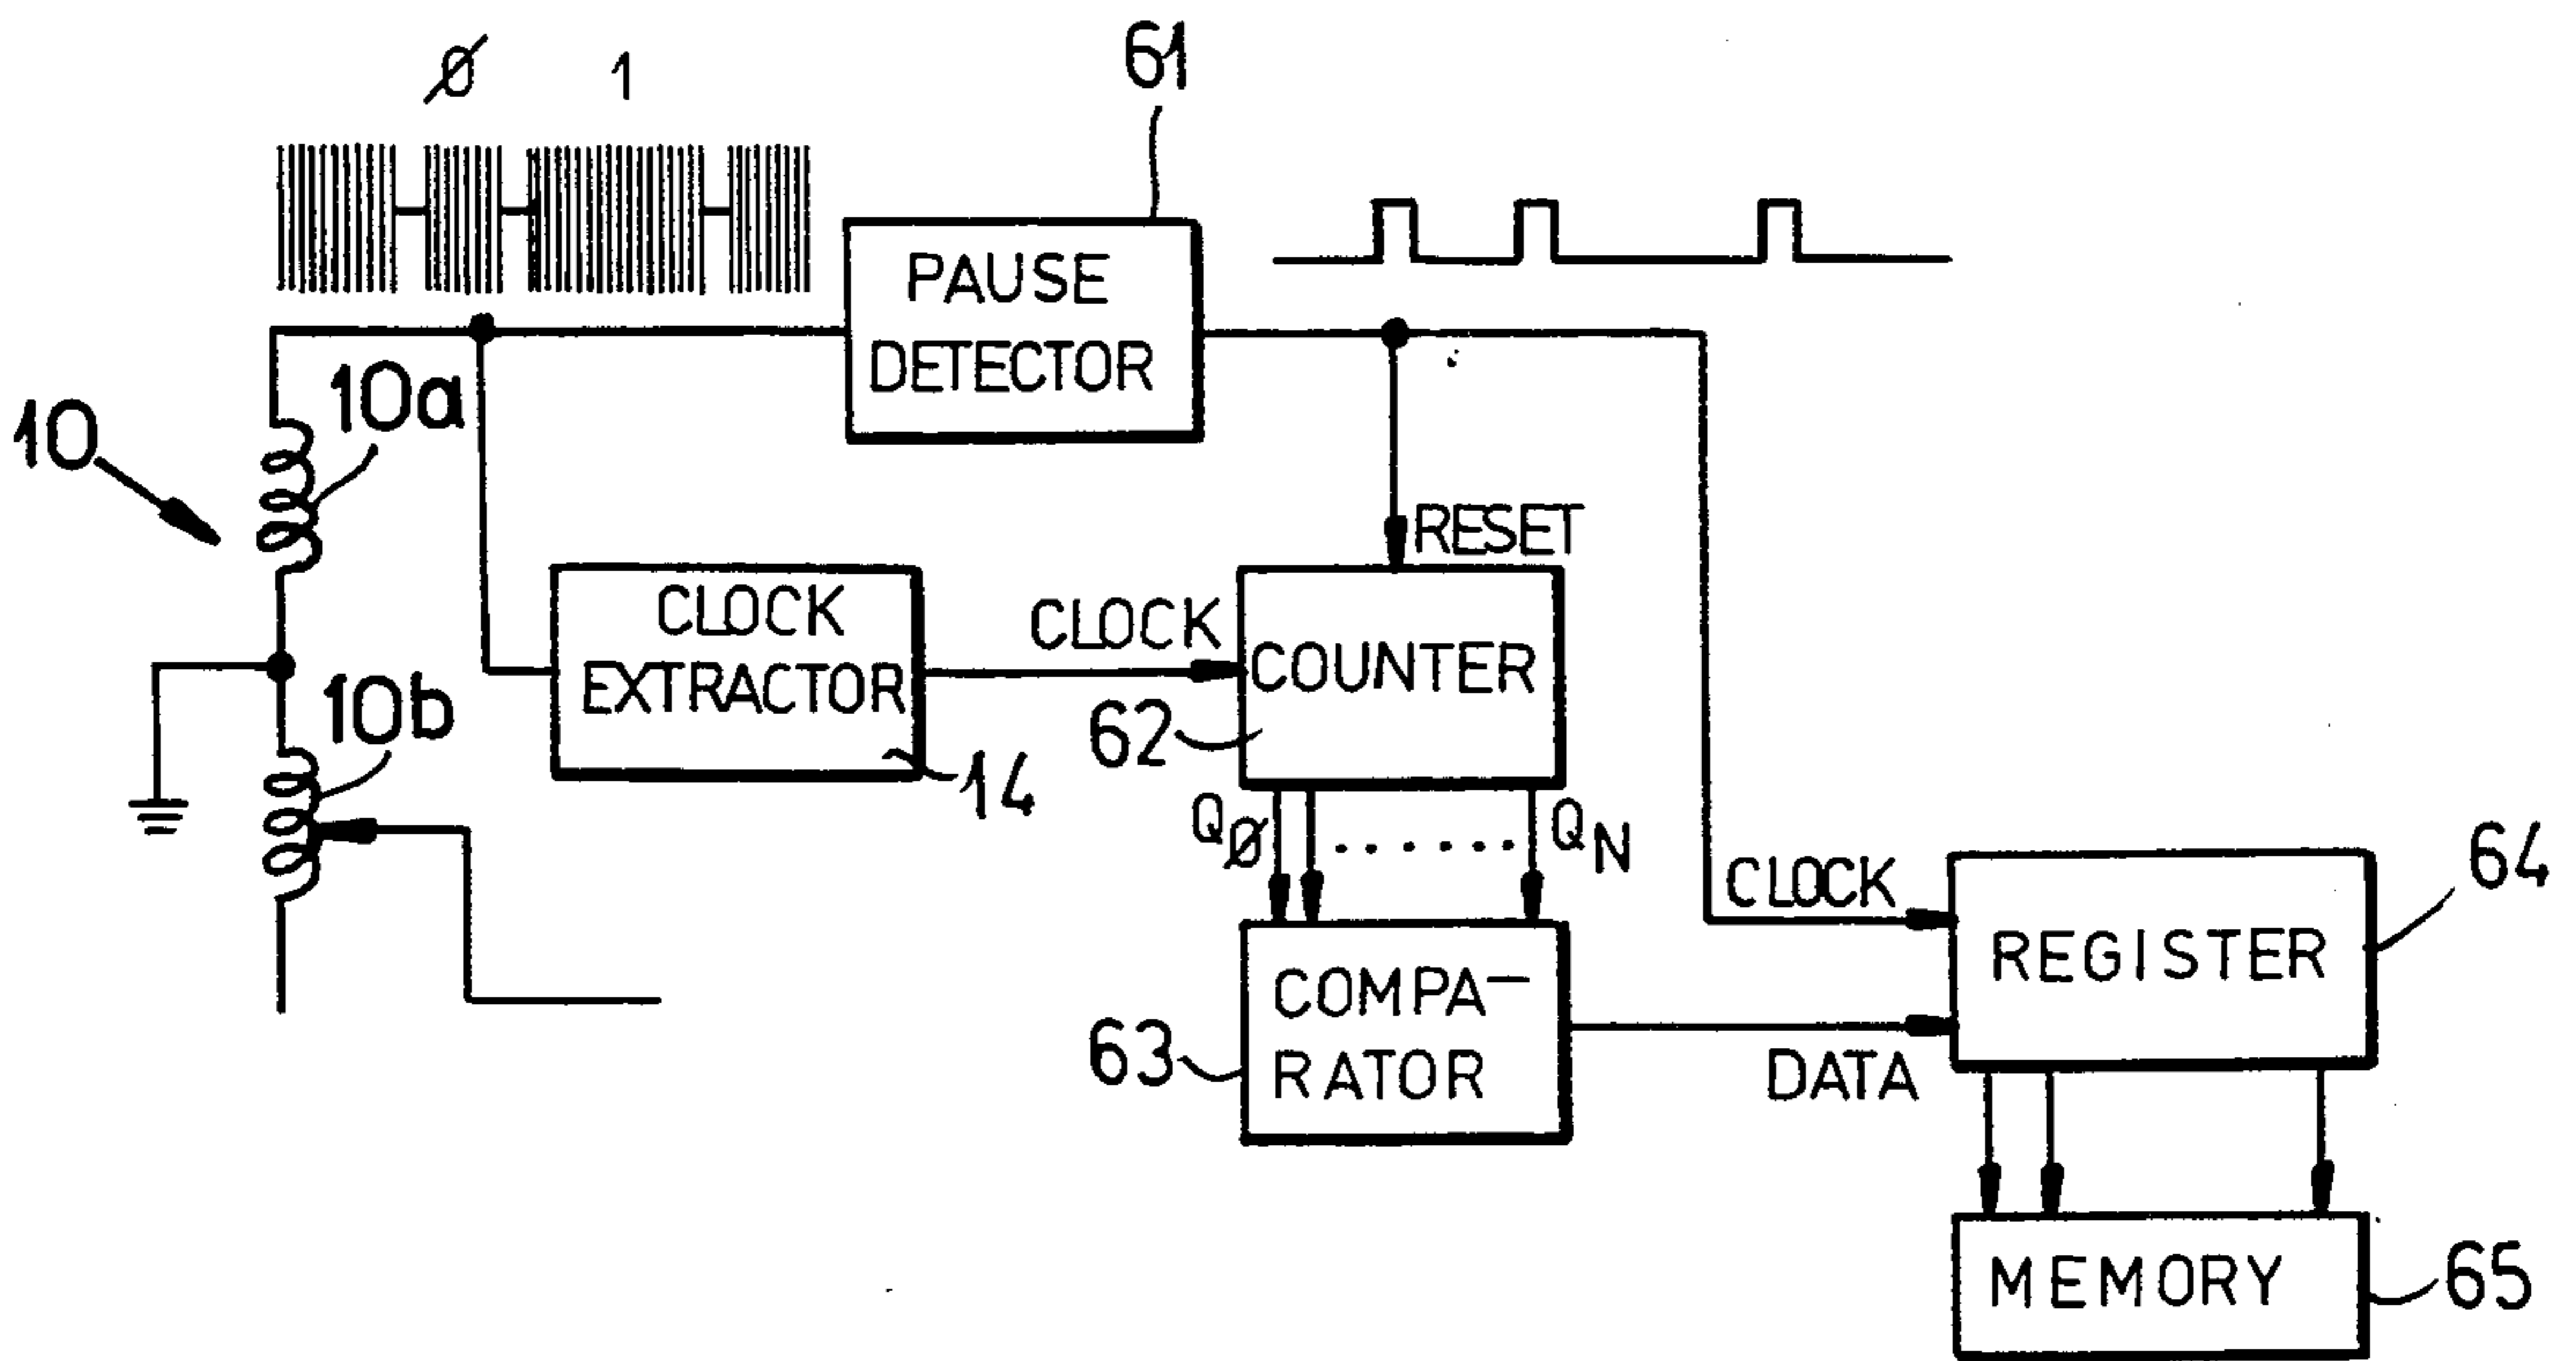 Ø 1
61
PAUSE
DETECTOR
10
10a
RESET
CLOCK
EXTRACTOR
14
CLOCK
COUNTER
62
10b
QØ ...... QN
CLOCK
REGISTER
64
COMPA-
RATOR
63
DATA
MEMORY
65